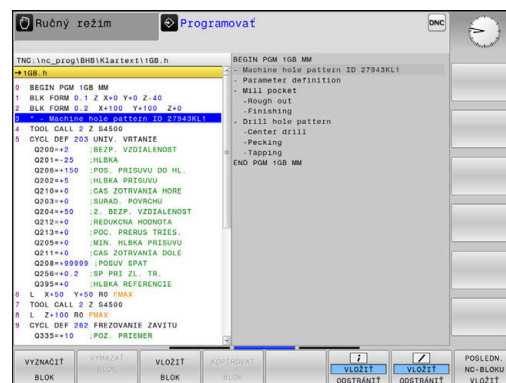 Ručný režim
Programovať
DNC
TNC:\nc_prog\BHB\Klartext\1GB.h
→1GB.h
0 BEGIN PGM 1GB MM
1 BLK FORM 0.1 Z X+0 Y+0 Z-40
2 BLK FORM 0.2 X+100 Y+100 Z+0
3 * - Machine hole pattern ID 27943KL1
4 TOOL CALL 2 Z S4500
5 CYCL DEF 203 UNIV. VRTANIE
Q200=+2 ;BEZP. VZDIALENOST
Q201=-25 ;HLBKA
Q206=+150 ;POS. PRISUVU DO HL.
Q202=+5 ;HLBKA PRISUVU
Q210=+0 ;CAS ZOTRVANIA HORE
Q203=+0 ;SURAD. POVRCHU
Q204=+50 ;2. BEZP. VZDIALENOST
Q212=+0 ;REDUKCNA HODNOTA
Q213=+0 ;POC. PRERUS TRIES.
Q205=+0 ;MIN. HLBKA PRISUVU
Q211=+0 ;CAS ZOTRVANIA DOLE
Q208=+99999 ;POSUV SPAT
Q256=+0.2 ;SP PRI ZL. TR.
Q395=+0 ;HLBKA REFERENCIE
6 L X+50 Y+50 R0 FMAX
7 TOOL CALL 2 Z S4500
8 L Z+100 R0 FMAX
9 CYCL DEF 262 FREZOVANIE ZAVITU
Q335=+10 ;POZ. PRIEMER
BEGIN PGM 1GB MM
- Machine hole pattern ID 27943KL1
- Parameter definition
- Mill pocket
-Rough out
-Finishing
- Drill hole pattern
-Center drill
-Pecking
-Tapping
END PGM 1GB MM
VYZNAČIŤ
BLOK
VYMAZAŤ
BLOK
VLOŽIŤ
BLOK
KOPÍROVAŤ
BLOK
VLOŽIŤ
ODSTRÁNIŤ
VLOŽIŤ
ODSTRÁNIŤ
POSLEDN.
NC-BLOKU
VLOŽIŤ